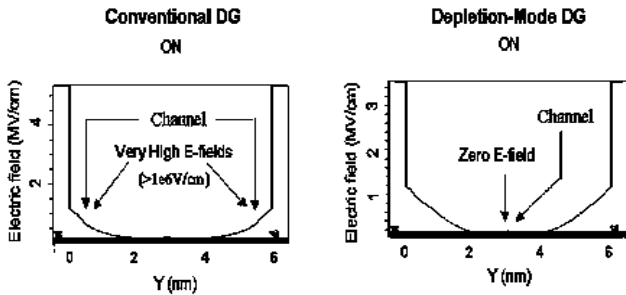 Conventional DG
ON
Electric field (MV/cm)
4
2
Channel
Very High E-fields
(>1e6V/cm)
0 2 4 6
Y (nm)
Depletion-Mode DG
ON
Electric field (MV/cm)
3
2
1
Channel
Zero E-field
0 2 4 6
Y (nm)